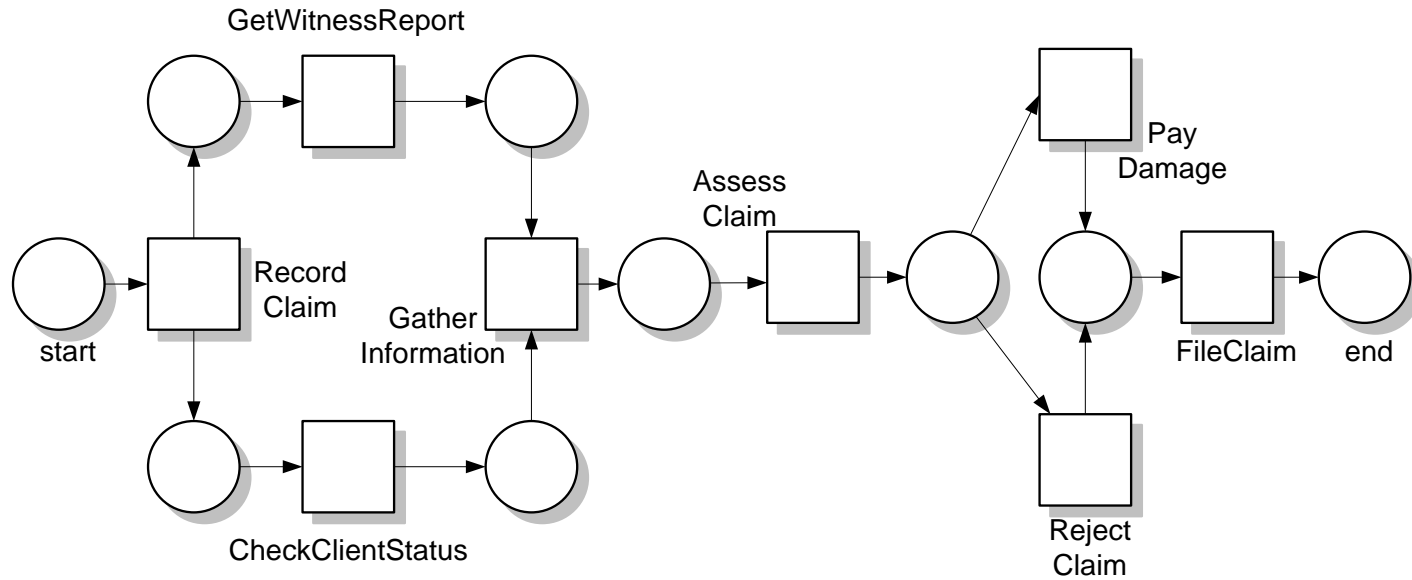 GetWitnessReport
Record
Claim
start
Gather
Information
CheckClientStatus
Assess
Claim
Pay
Damage
Reject
Claim
FileClaim
end